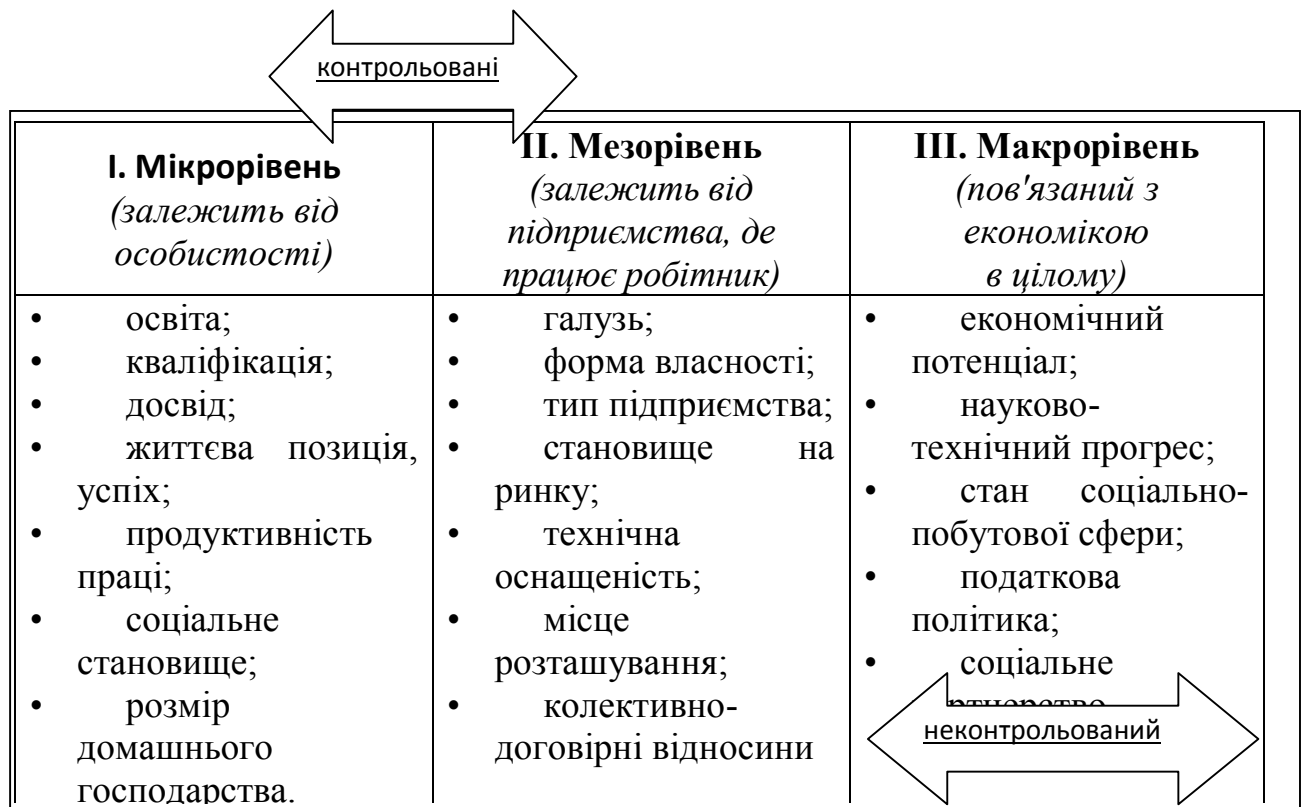 контрольовані
І. Мікрорівень
(залежить від
особистості)
ІІ. Мезорівень
(залежить від
підприємства, де
працює робітник)
ІІІ. Макрорівень
(пов'язаний з
економікою
в цілому)
• освіта;
• кваліфікація;
• досвід;
• життєва позиція,
успіх;
• продуктивність
праці;
• соціальне
становище;
• розмір
домашнього
господарства.
• галузь;
• форма власності;
• тип підприємства;
• становище на
ринку;
• технічна
оснащеність;
• місце
розташування;
• колективно-
договірні відносини
• економічний
потенціал;
• науково-
технічний прогрес;
• стан соціально-
побутової сфери;
• податкова
політика;
• соціальне
неконтрольований